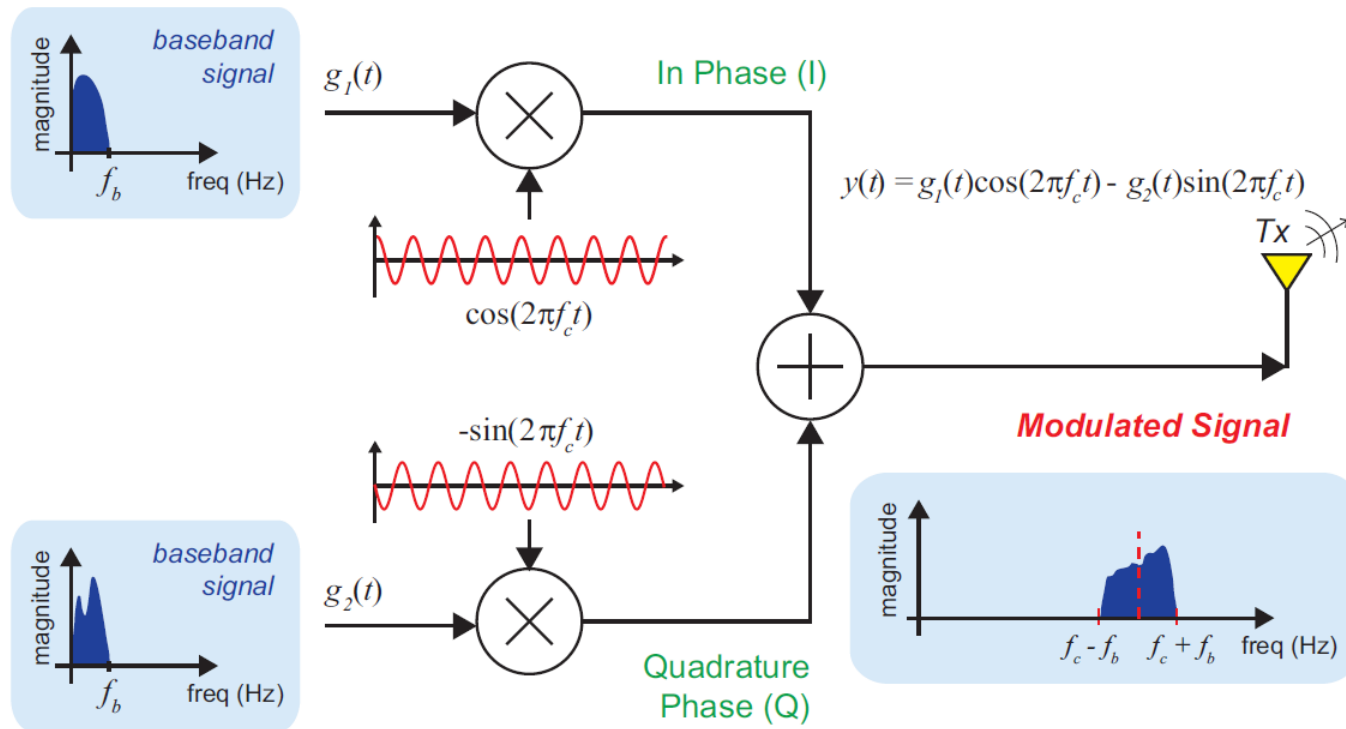 baseband
signal
magnitude
f_b
freq (Hz)
g_1(t)
In Phase (I)
cos(2πf_c t)
y(t) = g_1(t)cos(2πf_c t) - g_2(t)sin(2πf_c t)
Tx
-sin(2πf_c t)
Modulated Signal
baseband
signal
magnitude
f_b
freq (Hz)
g_2(t)
Quadrature
Phase (Q)
magnitude
f_c - f_b
f_c + f_b
freq (Hz)